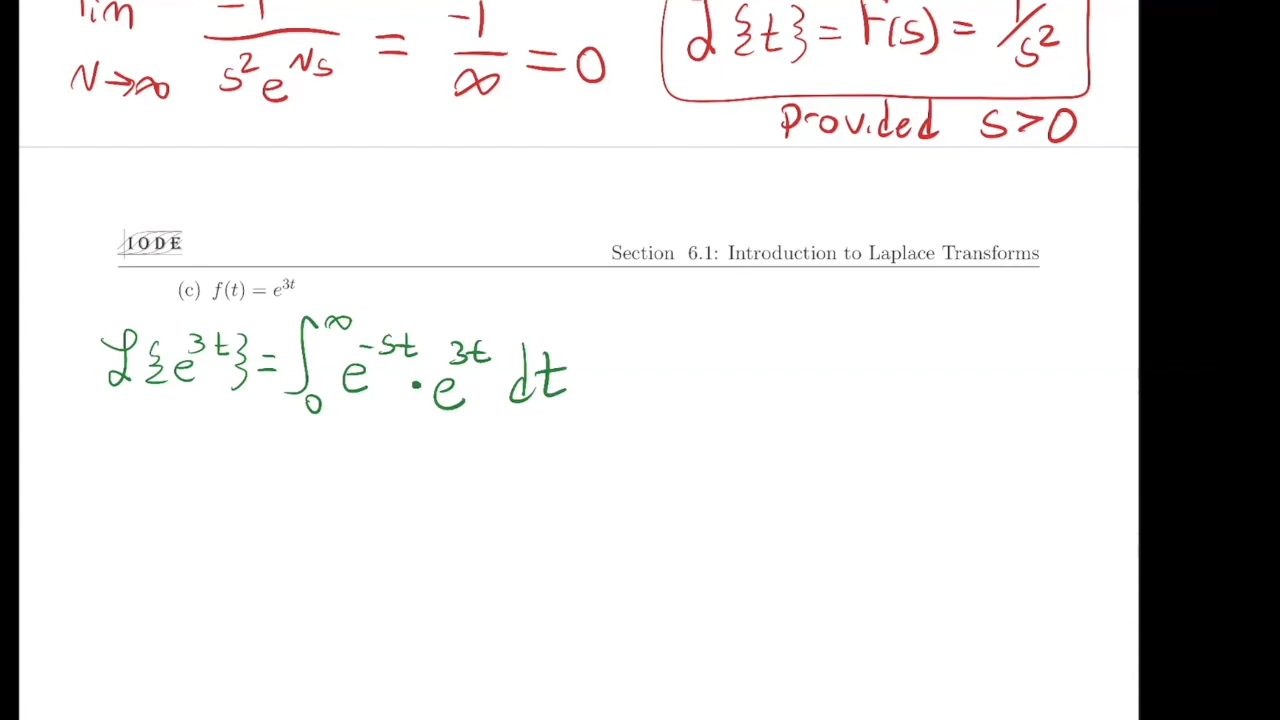 lim N→∞ -1/(s² e^{Ns}) = -1/∞ = 0
ℒ{t} = F(s) = 1/s²
Provided s>0
IODE
Section 6.1: Introduction to Laplace Transforms
(c) f(t) = e^{3t}
ℒ{e^{3t}} = ∫₀^∞ e^{-st} · e^{3t} dt